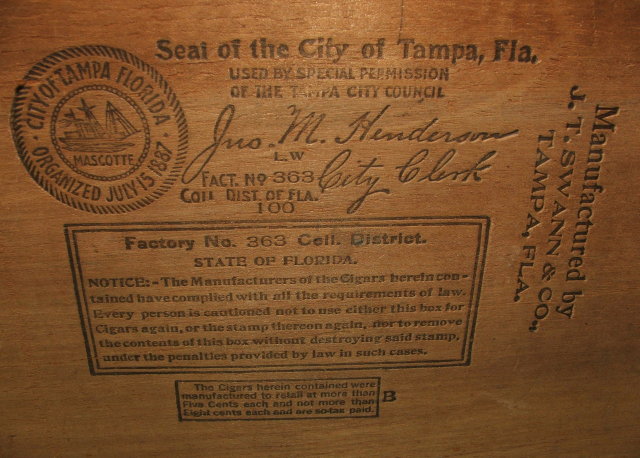 Seal of the City of Tampa, Fla.
USED BY SPECIAL PERMISSION
OF THE TAMPA CITY COUNCIL
CITY OF TAMPA FLORIDA
MASCOTTE
ORGANIZED JULY 15 1887
Jno. M. Henderson
L.W
City Clerk
FACT. No 363
Coll DIST. OF FLA.
100
Manufactured by
J. T. SWANN & CO.,
TAMPA, FLA.
Factory No. 363 Coll. District.
STATE OF FLORIDA.
NOTICE:-The Manufacturers of the Cigars herein con-
tained have complied with all the requirements of law.
Every person is cautioned not to use either this box for
Cigars again, or the stamp thereon again, nor to remove
the contents of this box without destroying said stamp,
under the penalties provided by law in such cases.
The Cigars herein contained were
manufactured to retail at more than
Five Cents each and not more than
Eight cents each and are so-tax paid.
B